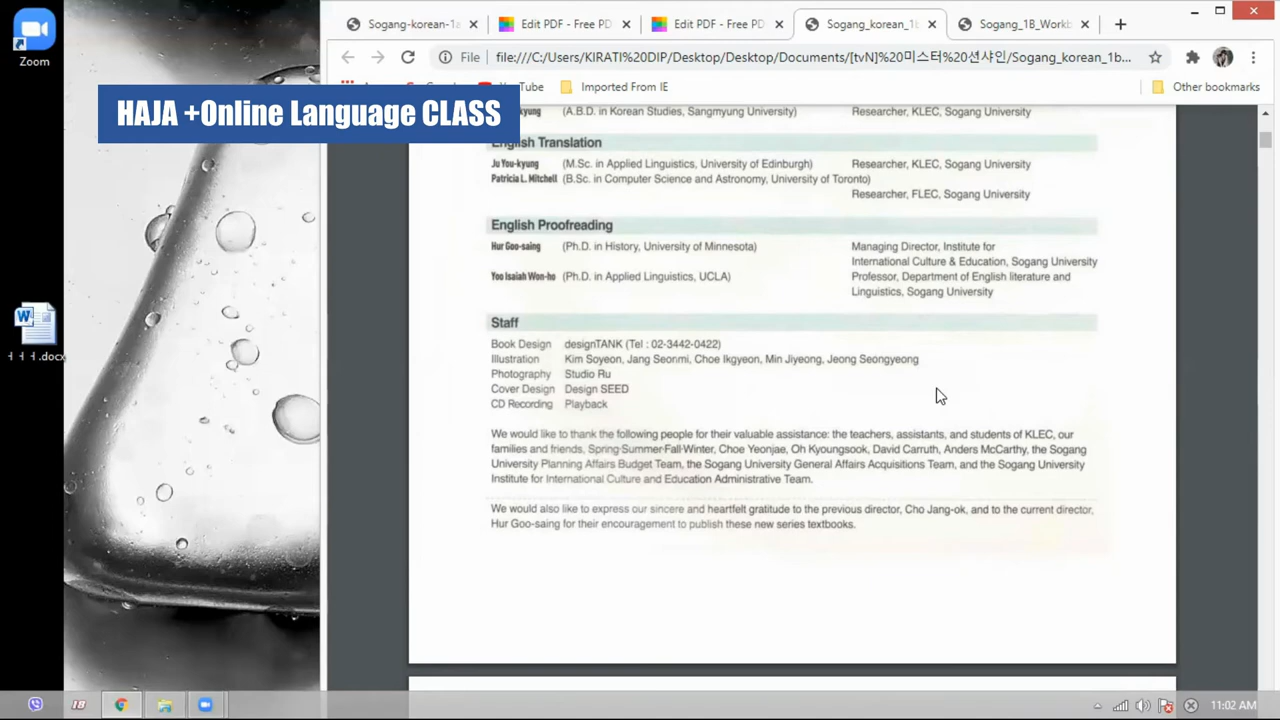 Sogang-korean-1a
Edit PDF - Free PD
Edit PDF - Free PD
Sogang_korean_1b
Sogang_1B_Workb
File
file:///C:/Users/KIRATI%20DIP/Desktop/Desktop/Documents/[tvN]%20미스터%20션샤인/Sogang_korean_1b...
Tube
Imported From IE
Other bookmarks
Zoom
HAJA +Online Language CLASS
kyung (A.B.D. in Korean Studies, Sangmyung University) Researcher, KLEC, Sogang University
English Translation
Ju You-kyung (M.Sc. in Applied Linguistics, University of Edinburgh) Researcher, KLEC, Sogang University
Patricia L. Mitchell (B.Sc. in Computer Science and Astronomy, University of Toronto)
Researcher, FLEC, Sogang University
English Proofreading
Hur Goo-saing (Ph.D. in History, University of Minnesota) Managing Director, Institute for
International Culture & Education, Sogang University
Yoo Isaiah Won-ho (Ph.D. in Applied Linguistics, UCLA) Professor, Department of English literature and
Linguistics, Sogang University
Staff
Book Design designTANK (Tel : 02-3442-0422)
Illustration Kim Soyeon, Jang Seonmi, Choe Ikgyeon, Min Jiyeong, Jeong Seongyeong
Photography Studio Ru
Cover Design Design SEED
CD Recording Playback
We would like to thank the following people for their valuable assistance: the teachers, assistants, and students of KLEC, our
families and friends, Spring·Summer·Fall·Winter, Choe Yeonjae, Oh Kyoungsook, David Carruth, Anders McCarthy, the Sogang
University Planning Affairs Budget Team, the Sogang University General Affairs Acquisitions Team, and the Sogang University
Institute for International Culture and Education Administrative Team.
We would also like to express our sincere and heartfelt gratitude to the previous director, Cho Jang-ok, and to the current director,
Hur Goo-saing for their encouragement to publish these new series textbooks.
ㅕㅕㅕ.docx
18
11:02 AM